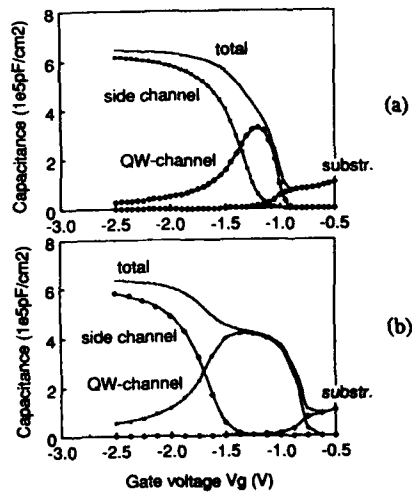 Capacitance (1e5pF/cm2)
8
6
4
2
0
total
side channel
QW-channel
substr.
-3.0 -2.5 -2.0 -1.5 -1.0 -0.5
(a)
Capacitance (1e5pF/cm2)
8
6
4
2
0
total
side channel
QW-channel
substr.
-3.0 -2.5 -2.0 -1.5 -1.0 -0.5
Gate voltage Vg (V)
(b)